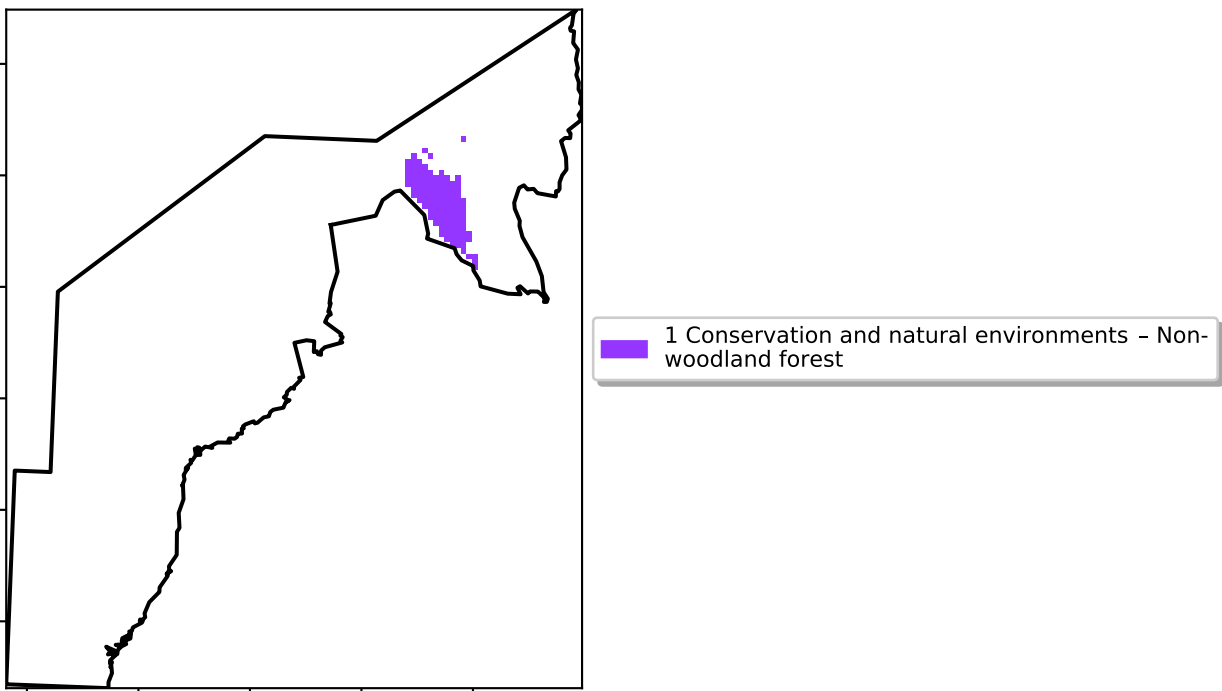 1 Conservation and natural environments – Non-
woodland forest